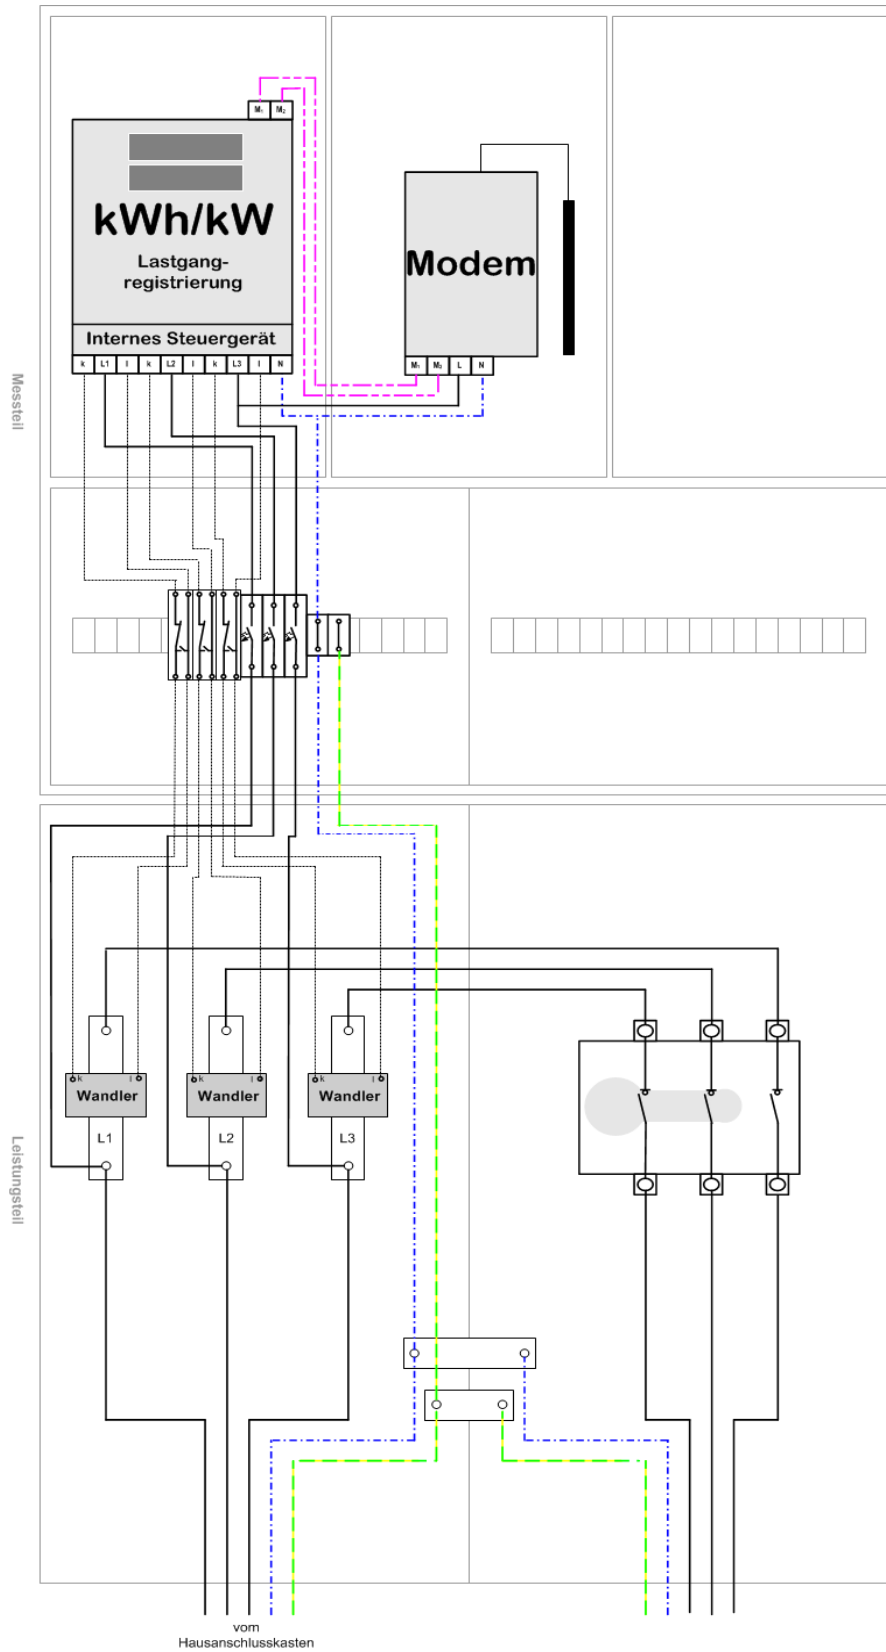 M₁ M₂
kWh/kW
Lastgang-
registrierung
Internes Steuergerät
k L1 l k L2 l k L3 l N
Modem
M₁ M₂ L N
Messteil
k l
Wandler
L1
k l
Wandler
L2
k l
Wandler
L3
Leistungsteil
vom
Hausanschlusskasten